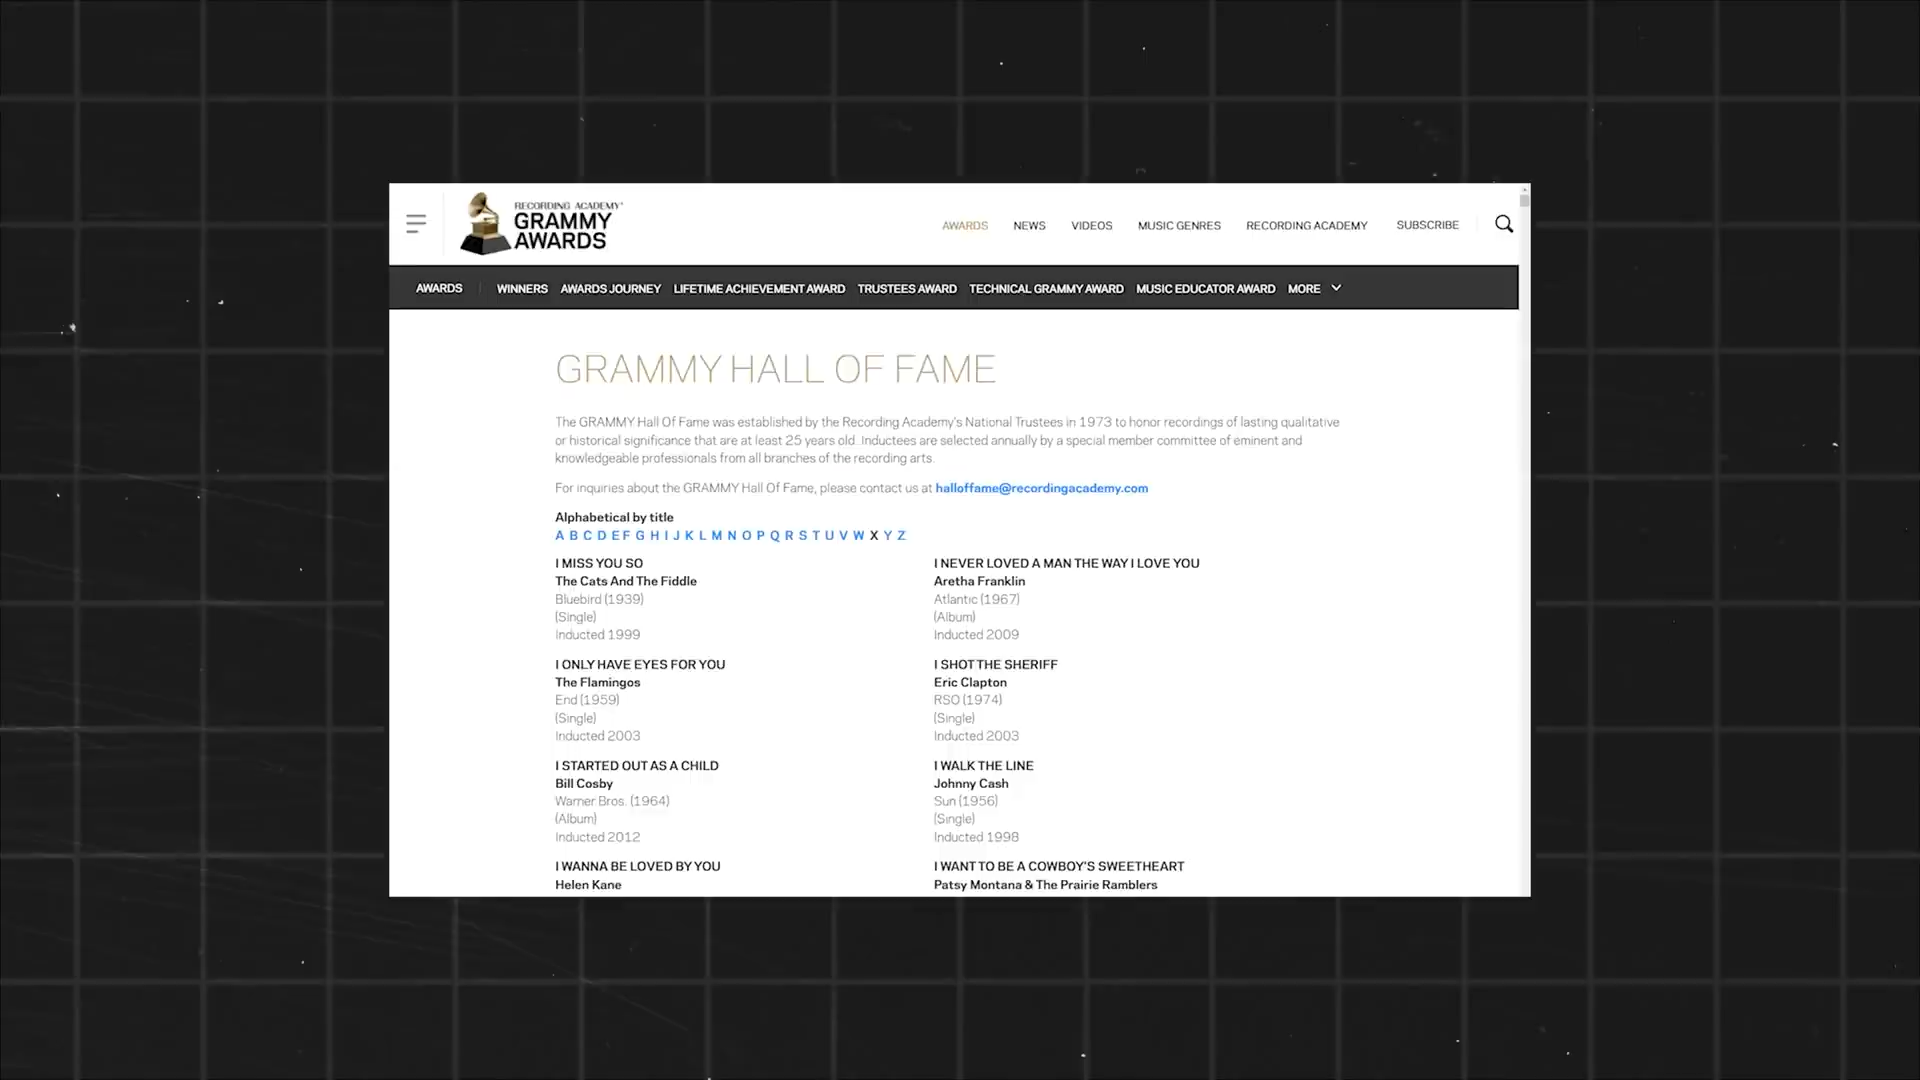 RECORDING ACADEMY
GRAMMY
AWARDS
AWARDS NEWS VIDEOS MUSIC GENRES RECORDING ACADEMY SUBSCRIBE
AWARDS WINNERS AWARDS JOURNEY LIFETIME ACHIEVEMENT AWARD TRUSTEES AWARD TECHNICAL GRAMMY AWARD MUSIC EDUCATOR AWARD MORE
GRAMMY HALL OF FAME
The GRAMMY Hall Of Fame was established by the Recording Academy's National Trustees in 1973 to honor recordings of lasting qualitative
or historical significance that are at least 25 years old. Inductees are selected annually by a special member committee of eminent and
knowledgeable professionals from all branches of the recording arts.
For inquiries about the GRAMMY Hall Of Fame, please contact us at halloffame@recordingacademy.com
Alphabetical by title
A B C D E F G H I J K L M N O P Q R S T U V W X Y Z
I MISS YOU SO
The Cats And The Fiddle
Bluebird (1939)
(Single)
Inducted 1999
I NEVER LOVED A MAN THE WAY I LOVE YOU
Aretha Franklin
Atlantic (1967)
(Album)
Inducted 2009
I ONLY HAVE EYES FOR YOU
The Flamingos
End (1959)
(Single)
Inducted 2003
I SHOT THE SHERIFF
Eric Clapton
RSO (1974)
(Single)
Inducted 2003
I STARTED OUT AS A CHILD
Bill Cosby
Warner Bros. (1964)
(Album)
Inducted 2012
I WALK THE LINE
Johnny Cash
Sun (1956)
(Single)
Inducted 1998
I WANNA BE LOVED BY YOU
Helen Kane
I WANT TO BE A COWBOY'S SWEETHEART
Patsy Montana & The Prairie Ramblers